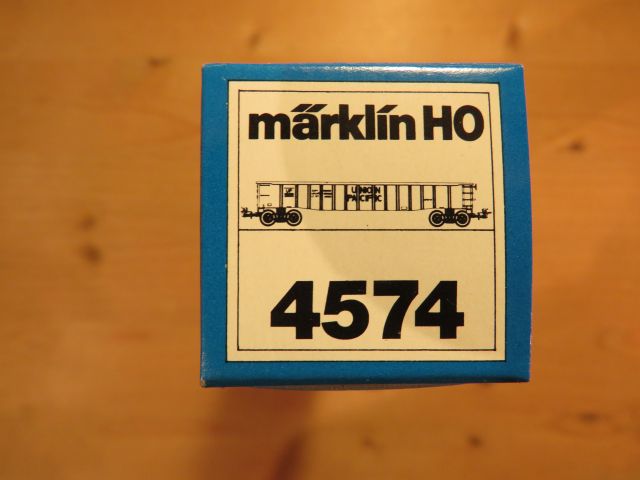 märklin HO
UNION
PACIFIC
4574